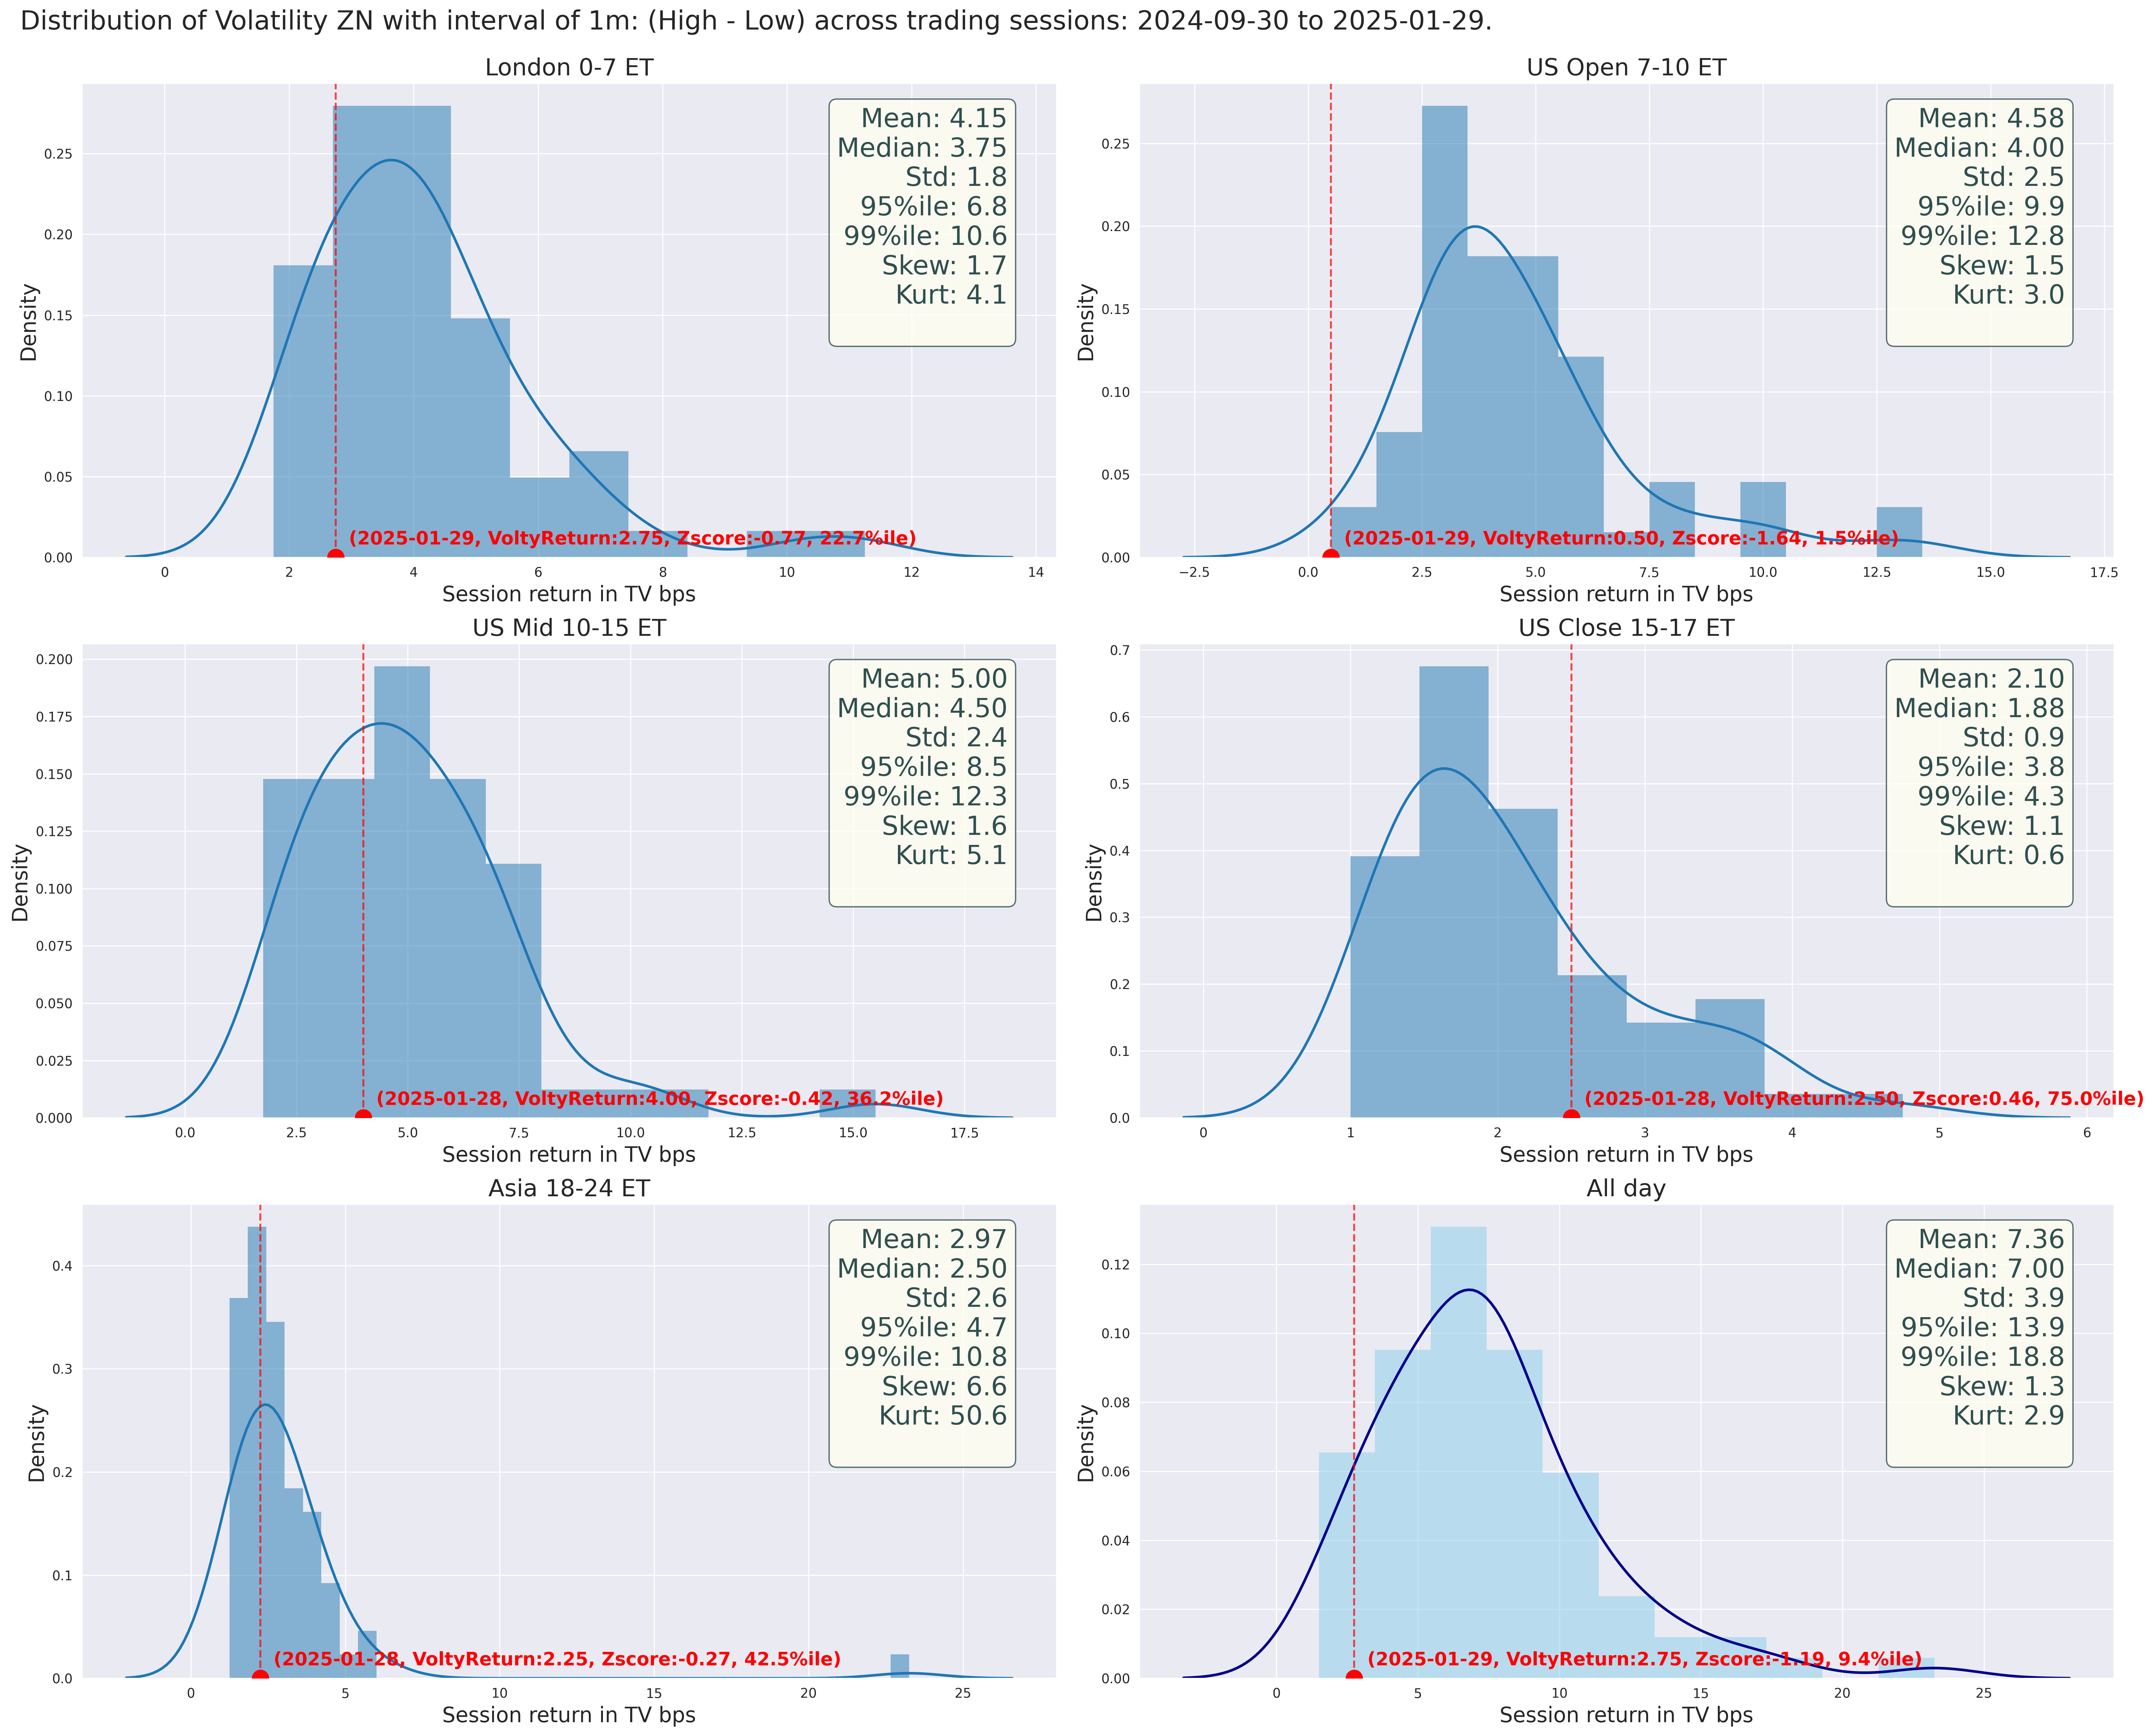 Distribution of Volatility ZN with interval of 1m: (High - Low) across trading sessions: 2024-09-30 to 2025-01-29.
London 0-7 ET
Density
0.25
0.20
0.15
0.10
0.05
0.00
Mean: 4.15
Median: 3.75
Std: 1.8
95%ile: 6.8
99%ile: 10.6
Skew: 1.7
Kurt: 4.1
(2025-01-29, VoltyReturn:2.75, Zscore:-0.77, 22.7%ile)
0 2 4 6 8 10 12 14
Session return in TV bps
US Open 7-10 ET
Density
0.25
0.20
0.15
0.10
0.05
0.00
Mean: 4.58
Median: 4.00
Std: 2.5
95%ile: 9.9
99%ile: 12.8
Skew: 1.5
Kurt: 3.0
(2025-01-29, VoltyReturn:0.50, Zscore:-1.64, 1.5%ile)
−2.5 0.0 2.5 5.0 7.5 10.0 12.5 15.0 17.5
Session return in TV bps
US Mid 10-15 ET
Density
0.200
0.175
0.150
0.125
0.100
0.075
0.050
0.025
0.000
Mean: 5.00
Median: 4.50
Std: 2.4
95%ile: 8.5
99%ile: 12.3
Skew: 1.6
Kurt: 5.1
(2025-01-28, VoltyReturn:4.00, Zscore:-0.42, 36.2%ile)
0.0 2.5 5.0 7.5 10.0 12.5 15.0 17.5
Session return in TV bps
US Close 15-17 ET
Density
0.7
0.6
0.5
0.4
0.3
0.2
0.1
0.0
Mean: 2.10
Median: 1.88
Std: 0.9
95%ile: 3.8
99%ile: 4.3
Skew: 1.1
Kurt: 0.6
(2025-01-28, VoltyReturn:2.50, Zscore:0.46, 75.0%ile)
0 1 2 3 4 5 6
Session return in TV bps
Asia 18-24 ET
Density
0.4
0.3
0.2
0.1
0.0
Mean: 2.97
Median: 2.50
Std: 2.6
95%ile: 4.7
99%ile: 10.8
Skew: 6.6
Kurt: 50.6
(2025-01-28, VoltyReturn:2.25, Zscore:-0.27, 42.5%ile)
0 5 10 15 20 25
Session return in TV bps
All day
Density
0.12
0.10
0.08
0.06
0.04
0.02
0.00
Mean: 7.36
Median: 7.00
Std: 3.9
95%ile: 13.9
99%ile: 18.8
Skew: 1.3
Kurt: 2.9
(2025-01-29, VoltyReturn:2.75, Zscore:-1.19, 9.4%ile)
0 5 10 15 20 25
Session return in TV bps